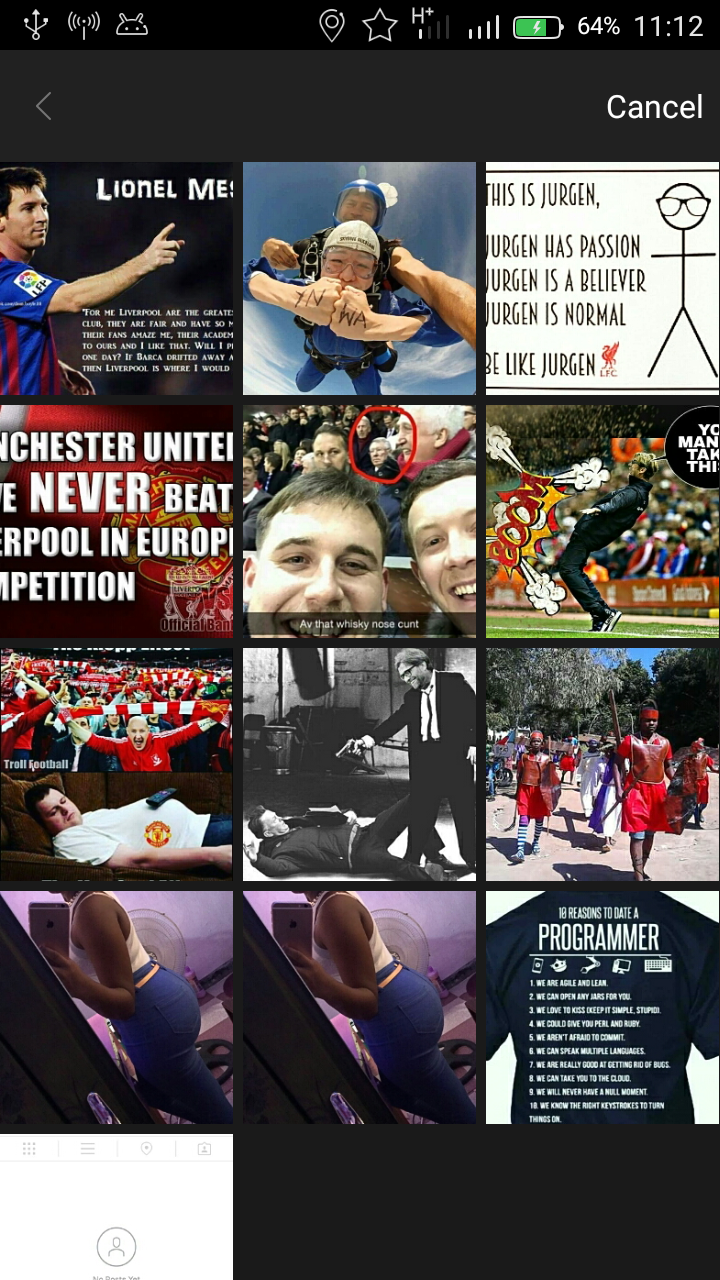 H+
64% 11:12
Cancel
LIONEL MES
"FOR ME LIVERPOOL ARE THE GREATES
CLUB, THEY ARE FAIR AND HAVE SO M
THEIR FANS AMAZE ME, THEIR ACADEM
TO OURS AND I LIKE THAT. WILL I P
ONE DAY? IF BARCA DRIFTED AWAY A
THEN LIVERPOOL IS WHERE I WOULD
YN WA
THIS IS JURGEN,
JURGEN HAS PASSION
JURGEN IS A BELIEVER
JURGEN IS NORMAL
BE LIKE JURGEN
LFC
NCHESTER UNITE
VE NEVER BEAT
ERPOOL IN EUROP
MPETITION
Official Ban
Av that whisky nose cunt
BOOM
YO
MAN
TAK
THI
Troll Football
10 REASONS TO DATE A
PROGRAMMER
1. WE ARE AGILE AND LEAN.
2. WE CAN OPEN ANY JARS FOR YOU.
3. WE LOVE TO KISS (KEEP IT SIMPLE, STUPID).
4. WE COULD GIVE YOU PERL AND RUBY.
5. WE AREN'T AFRAID TO COMMIT.
6. WE CAN SPEAK MULTIPLE LANGUAGES.
7. WE ARE REALLY GOOD AT GETTING RID OF BUGS.
8. WE CAN TAKE YOU TO THE CLOUD.
9. WE WILL NEVER HAVE A NULL MOMENT.
10. WE KNOW THE RIGHT KEYSTROKES TO TURN
THINGS ON.
No Posts Yet